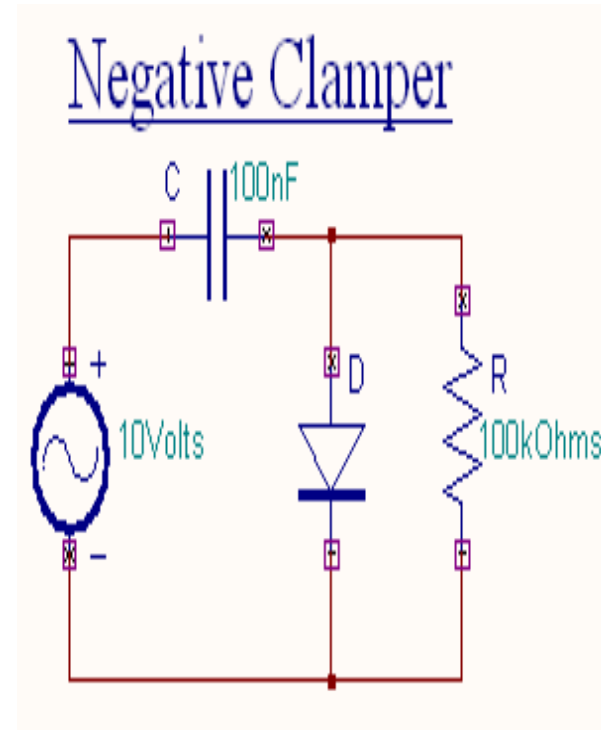 Negative Clamper
C 100nF
+
D
R
10Volts
100kOhms
−